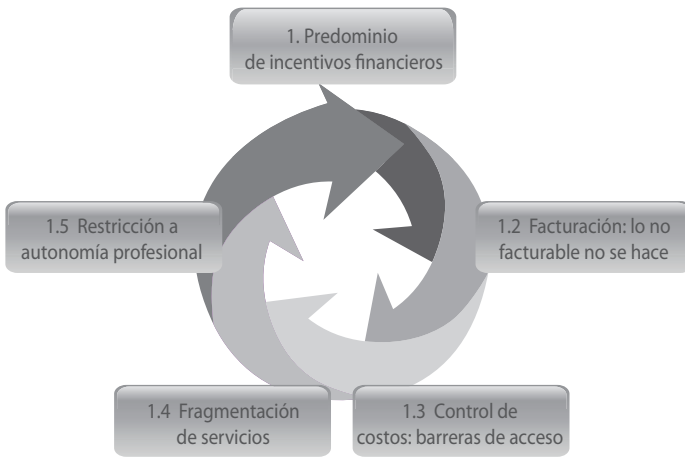 1. Predominio
de incentivos financieros
1.5 Restricción a
autonomía profesional
1.2 Facturación: lo no
facturable no se hace
1.4 Fragmentación
de servicios
1.3 Control de
costos: barreras de acceso